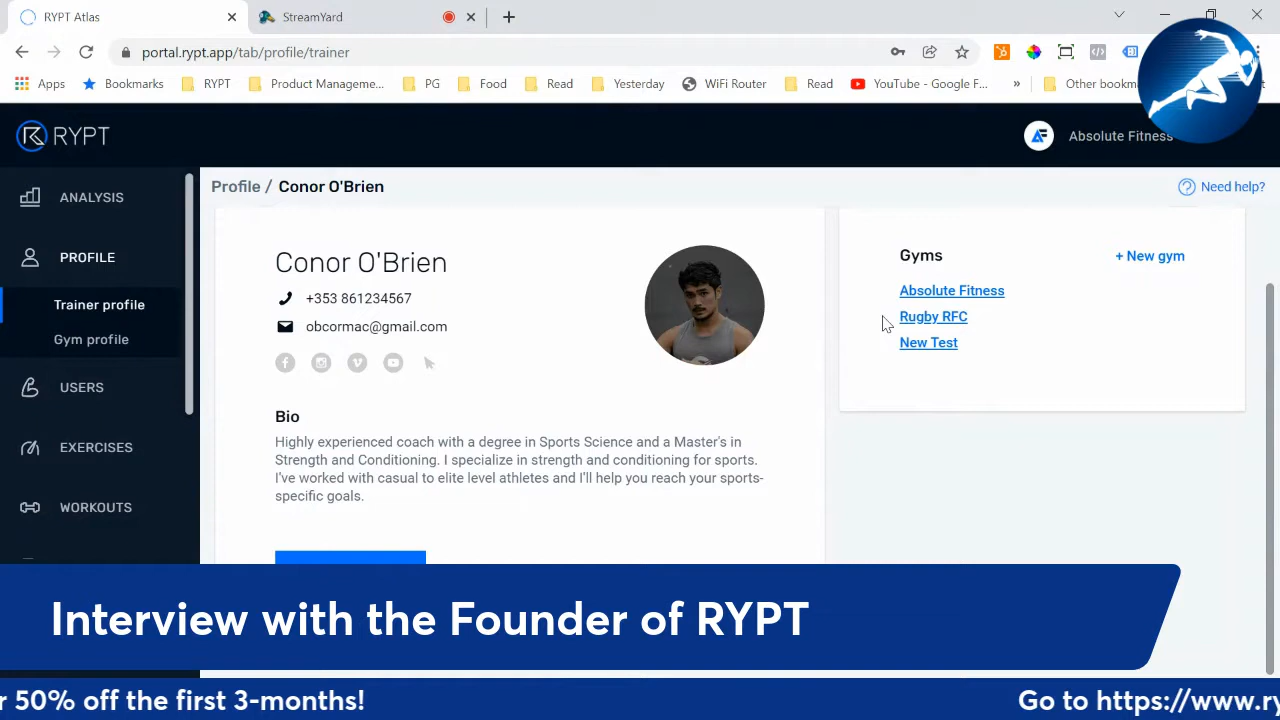 RYPT Atlas
StreamYard
portal.rypt.app/tab/profile/trainer
Apps
Bookmarks
RYPT
Product Manageme...
PG
Food
Read
Yesterday
WiFi Router
Read
YouTube - Google F...
»
RYPT
Absolute Fitness
ANALYSIS
PROFILE
Trainer profile
Gym profile
USERS
EXERCISES
WORKOUTS
Profile / Conor O'Brien
Need help?
Conor O'Brien
+353 861234567
obcormac@gmail.com
Bio
Highly experienced coach with a degree in Sports Science and a Master's in
Strength and Conditioning. I specialize in strength and conditioning for sports.
I've worked with casual to elite level athletes and I'll help you reach your sports-
specific goals.
Gyms
+ New gym
Absolute Fitness
Rugby RFC
New Test
Interview with the Founder of RYPT
50% off the first 3-months!
Go to https://www.ry